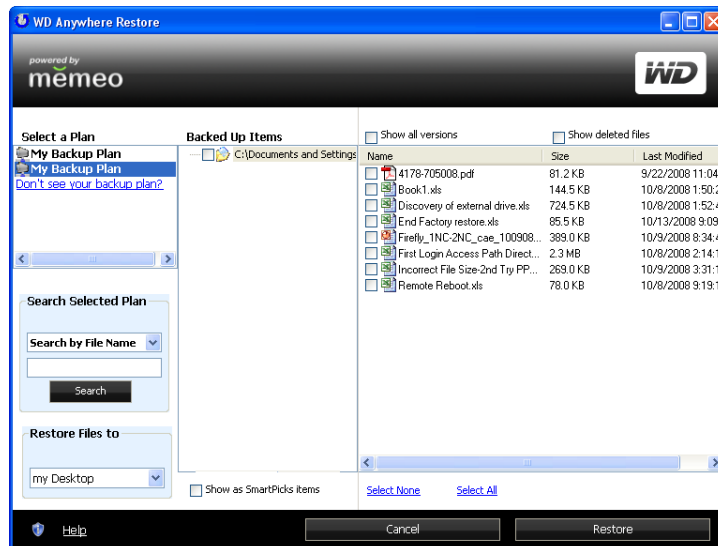 WD Anywhere Restore
powered by
memeo
WD
Select a Plan
My Backup Plan
My Backup Plan
Don't see your backup plan?
Search Selected Plan
Search by File Name
Search
Restore Files to
my Desktop
Backed Up Items
C:\Documents and Settings
Show as SmartPicks items
Show all versions Show deleted files
Name Size Last Modified
4178-705008.pdf 81.2 KB 9/22/2008 11:04
Book1.xls 144.5 KB 10/8/2008 1:50:2
Discovery of external drive.xls 724.5 KB 10/8/2008 1:52:4
End Factory restore.xls 85.5 KB 10/13/2008 9:09
Firefly_1NC-2NC_cae_100908... 389.0 KB 10/9/2008 8:34:4
First Login Access Path Direct... 2.3 MB 10/8/2008 2:14:1
Incorrect File Size-2nd Try PP... 269.0 KB 10/9/2008 3:31:1
Remote Reboot.xls 78.0 KB 10/8/2008 9:19:1
Select None Select All
Help Cancel Restore